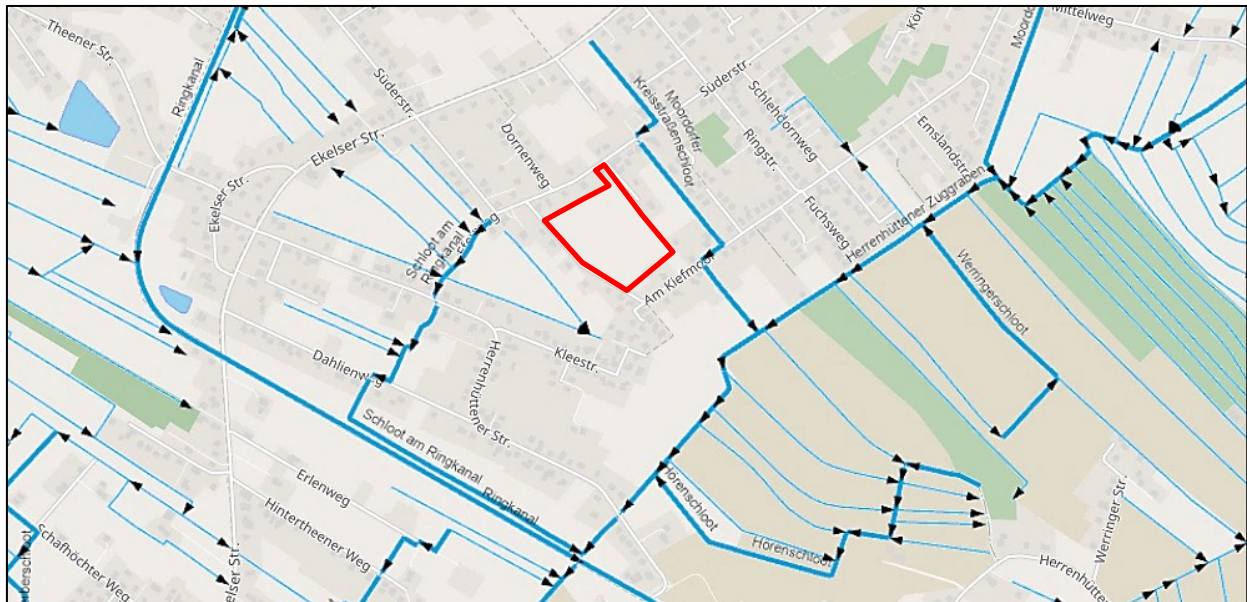 Theener Str.
Ringkanal
Süderstr.
Ekelser Str.
Dornenweg
Ekelser Str.
Schloot am
Ringkanal
Kreisstraßenschloot
Moordorfer
Süderstr.
Ringstr.
Schlehdornweg
Emslandstr.
Fuchsweg
Mittelweg
Herrenhüttener Zuggraben
Werringerschloot
Am Kiefmoor
Kleestr.
Dahlienweg
Herrenhüttener Str.
Schloot am Ringkanal
Ringkanal
Erlenweg
Hintertheener Weg
Ekelser Str.
Schafhöchter Weg
Hörenschloot
Hörenschloot
Werringer Str.
Herrenhütte